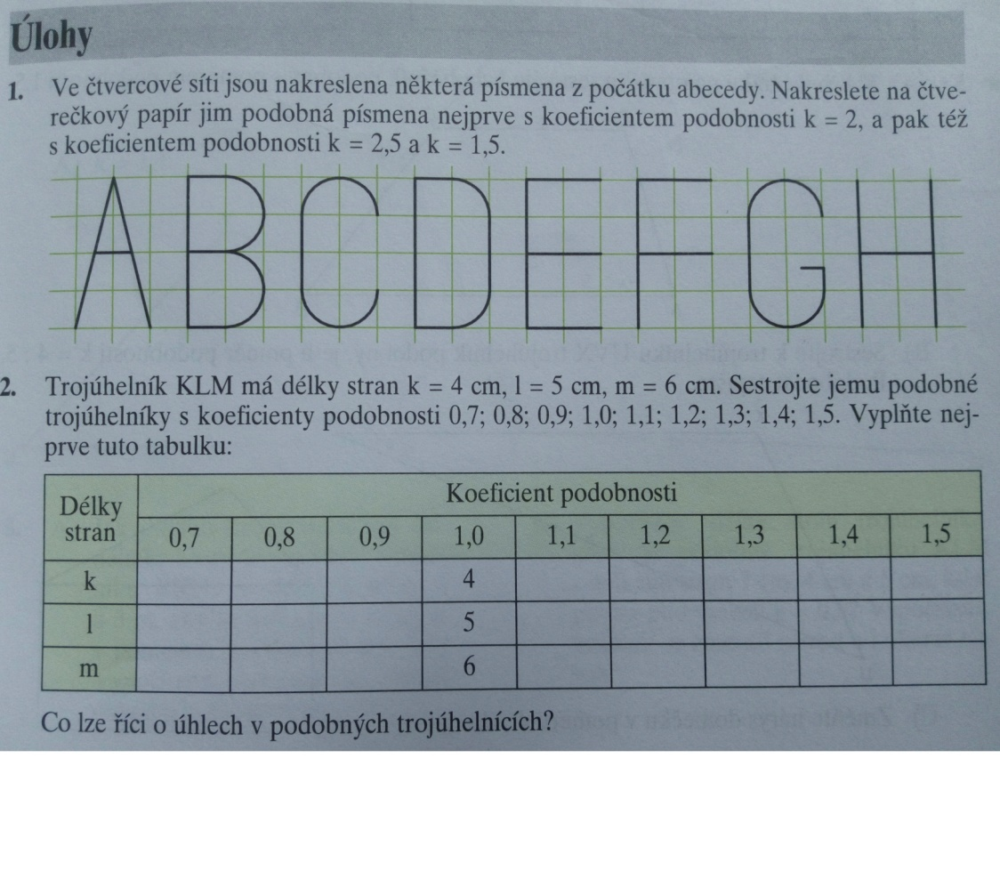 Úlohy
1. Ve čtvercové síti jsou nakreslena některá písmena z počátku abecedy. Nakreslete na čtve-
rečkový papír jim podobná písmena nejprve s koeficientem podobnosti k = 2, a pak též
s koeficientem podobnosti k = 2,5 a k = 1,5.
A B C D E F G H
2. Trojúhelník KLM má délky stran k = 4 cm, l = 5 cm, m = 6 cm. Sestrojte jemu podobné
trojúhelníky s koeficienty podobnosti 0,7; 0,8; 0,9; 1,0; 1,1; 1,2; 1,3; 1,4; 1,5. Vyplňte nej-
prve tuto tabulku:
Délky stran Koeficient podobnosti
0,7 0,8 0,9 1,0 1,1 1,2 1,3 1,4 1,5
k 4
l 5
m 6
Co lze říci o úhlech v podobných trojúhelnících?